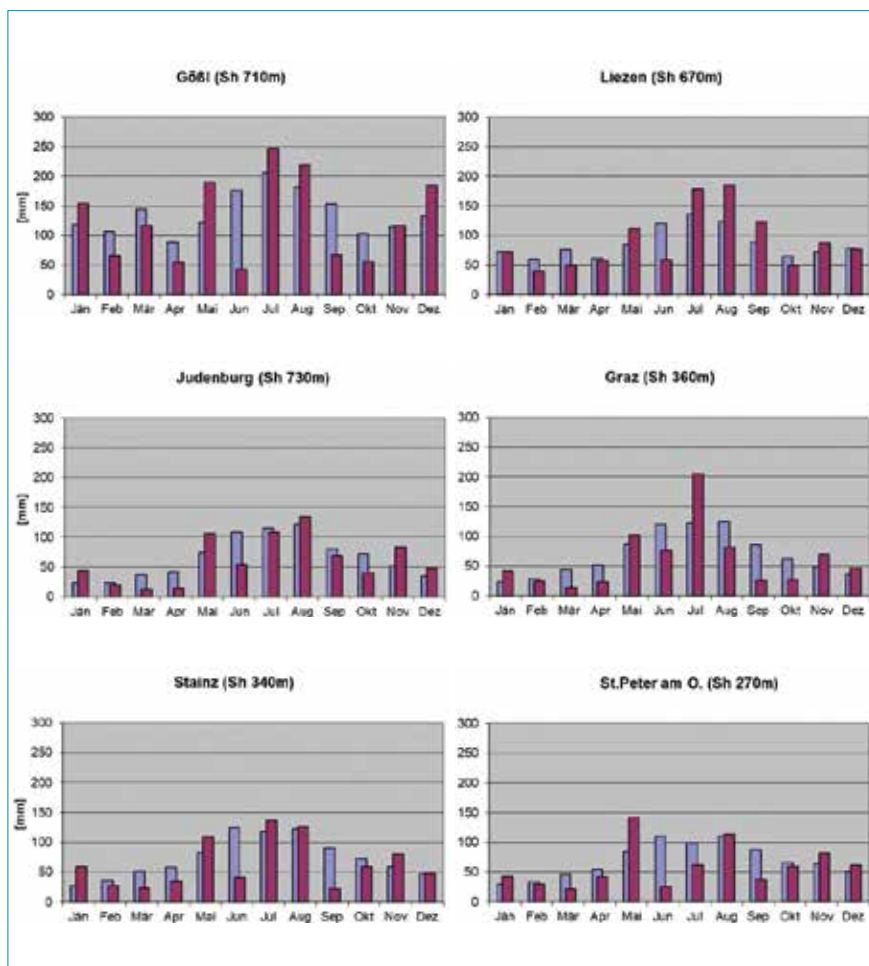 Gößl (Sh 710m)
300
250
200
150
100
50
0
[mm]
Jän Feb Mär Apr Mai Jun Jul Aug Sep Okt Nov Dez
Liezen (Sh 670m)
300
250
200
150
100
50
0
Jän Feb Mär Apr Mai Jun Jul Aug Sep Okt Nov Dez
Judenburg (Sh 730m)
300
250
200
150
100
50
0
[mm]
Jän Feb Mär Apr Mai Jun Jul Aug Sep Okt Nov Dez
Graz (Sh 360m)
300
250
200
150
100
50
0
Jän Feb Mär Apr Mai Jun Jul Aug Sep Okt Nov Dez
Stainz (Sh 340m)
300
250
200
150
100
50
0
[mm]
Jän Feb Mär Apr Mai Jun Jul Aug Sep Okt Nov Dez
St.Peter am O. (Sh 270m)
300
250
200
150
100
50
0
Jän Feb Mär Apr Mai Jun Jul Aug Sep Okt Nov Dez